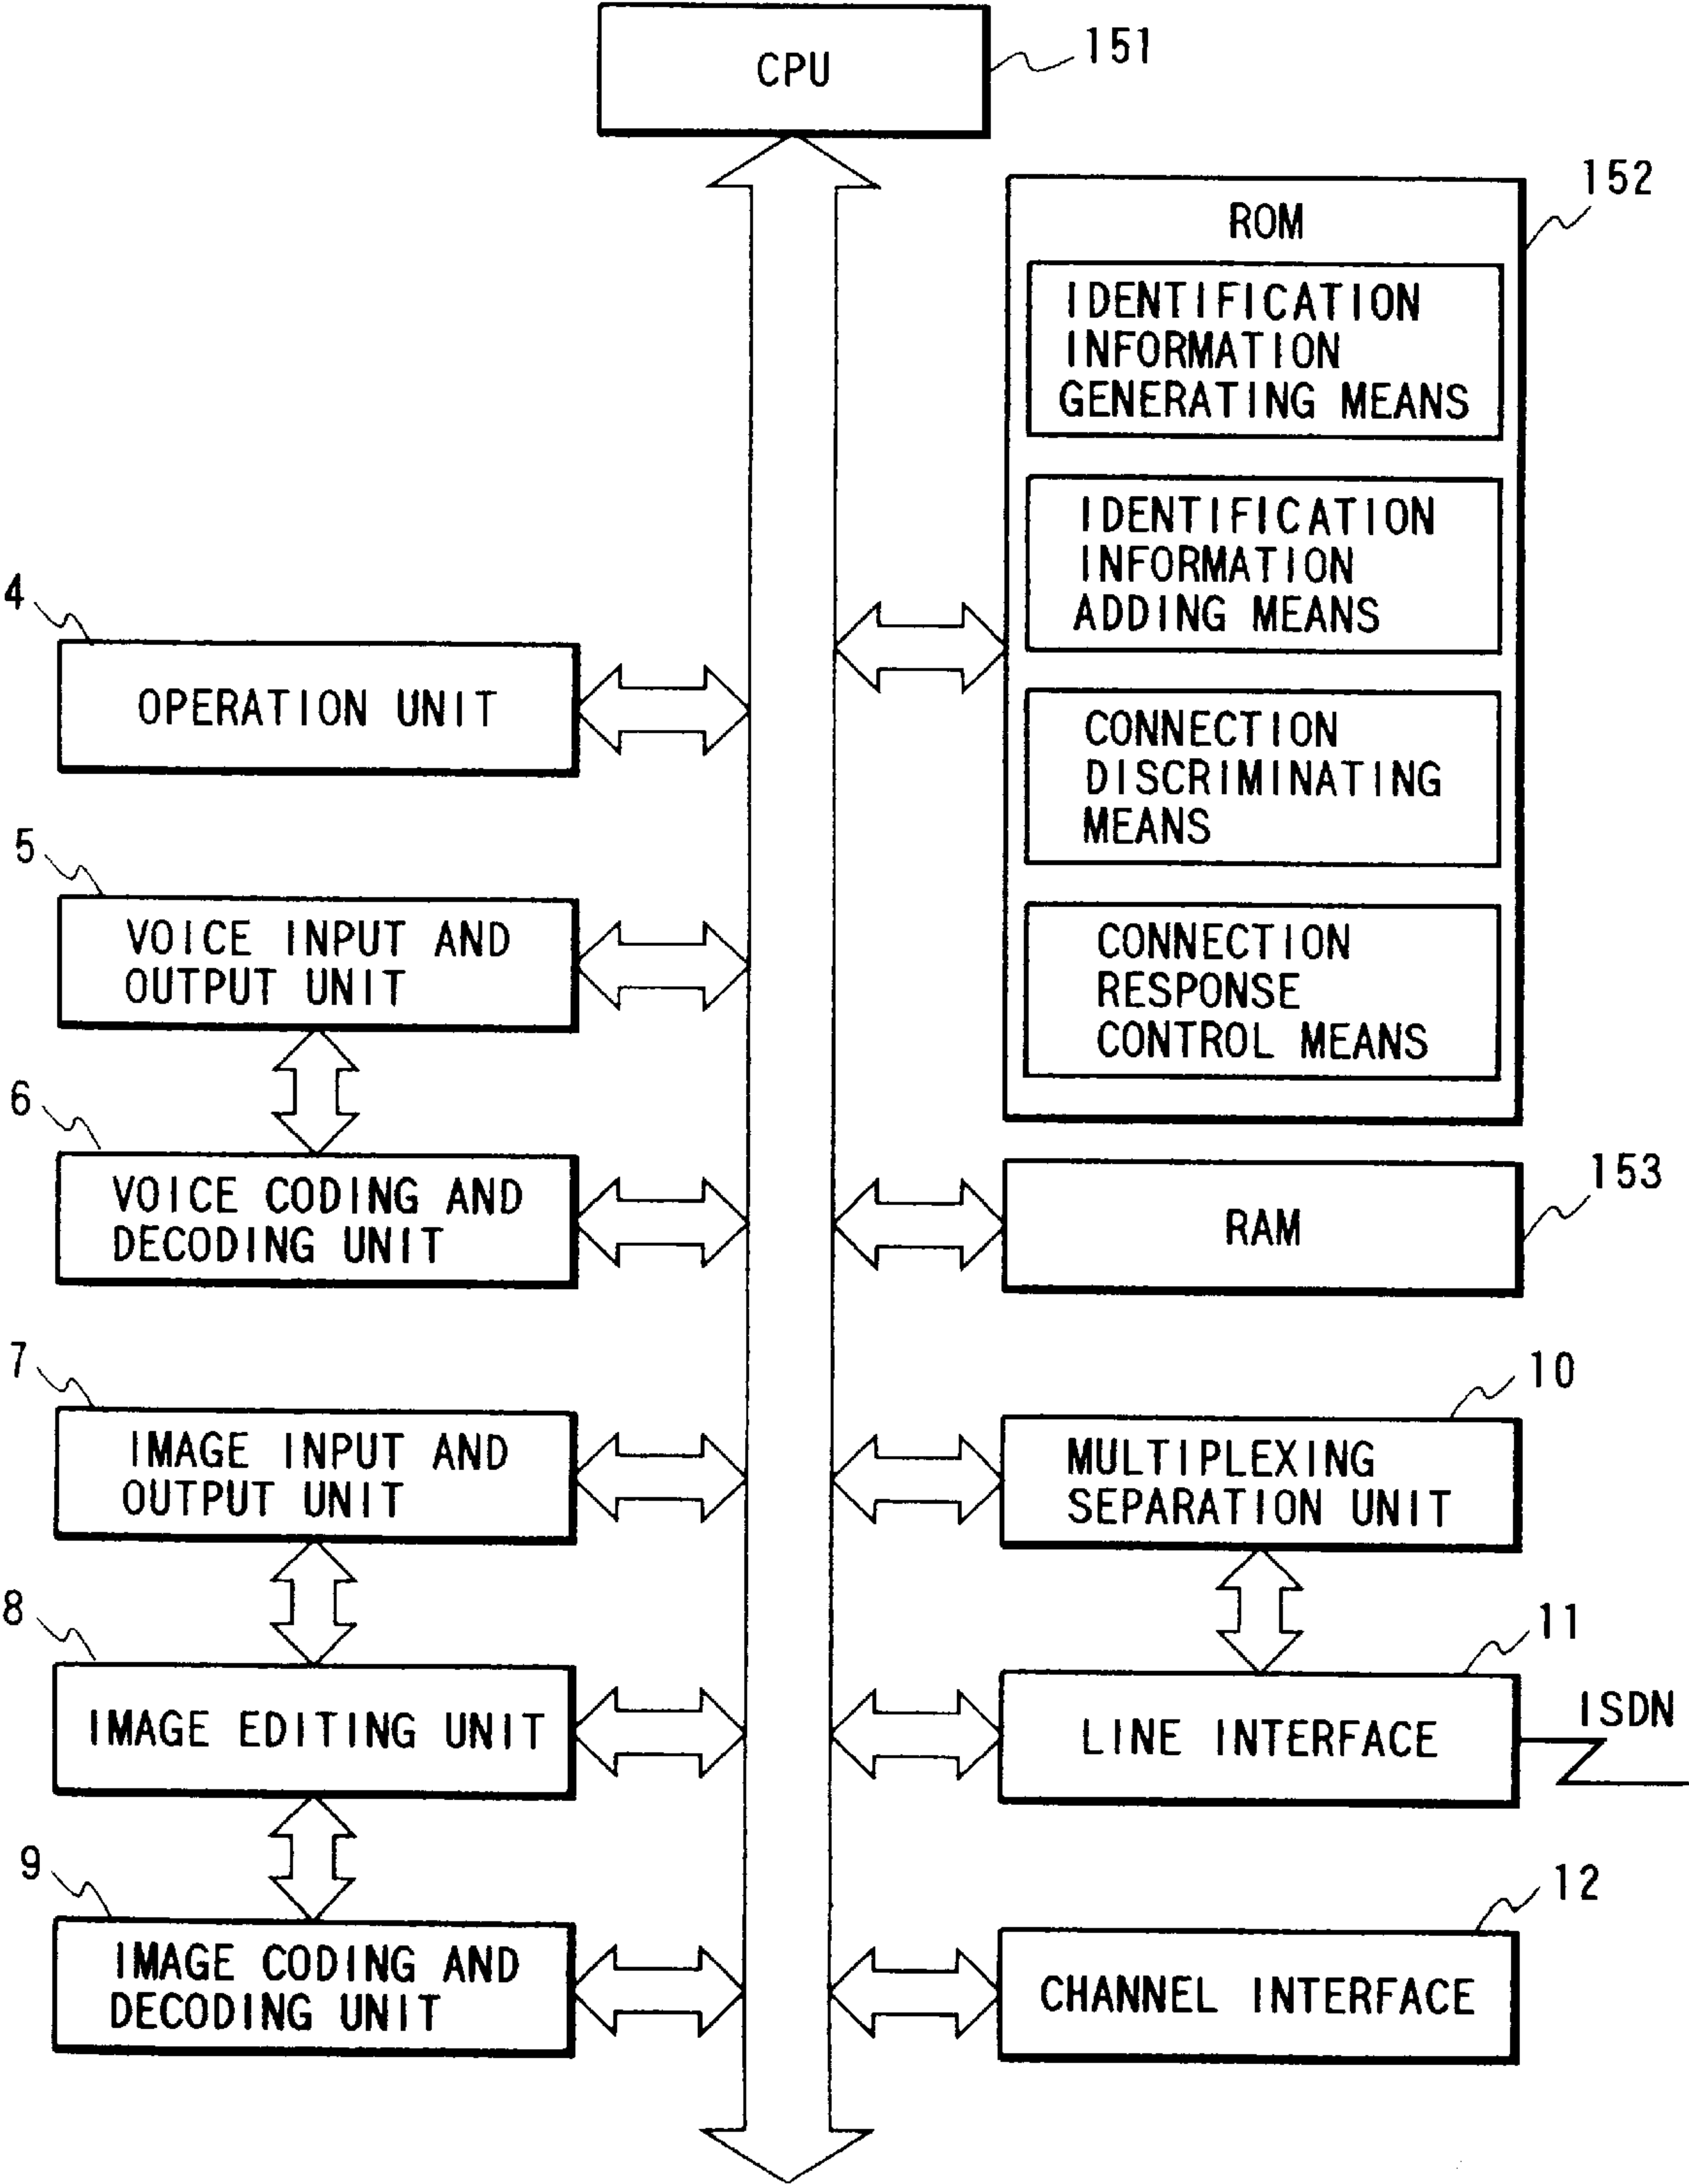 CPU
151
152
ROM
IDENTIFICATION
INFORMATION
GENERATING MEANS
IDENTIFICATION
INFORMATION
ADDING MEANS
CONNECTION
DISCRIMINATING
MEANS
CONNECTION
RESPONSE
CONTROL MEANS
4
OPERATION UNIT
5
VOICE INPUT AND
OUTPUT UNIT
6
VOICE CODING AND
DECODING UNIT
153
RAM
7
IMAGE INPUT AND
OUTPUT UNIT
10
MULTIPLEXING
SEPARATION UNIT
8
IMAGE EDITING UNIT
11
LINE INTERFACE
ISDN
9
IMAGE CODING AND
DECODING UNIT
12
CHANNEL INTERFACE